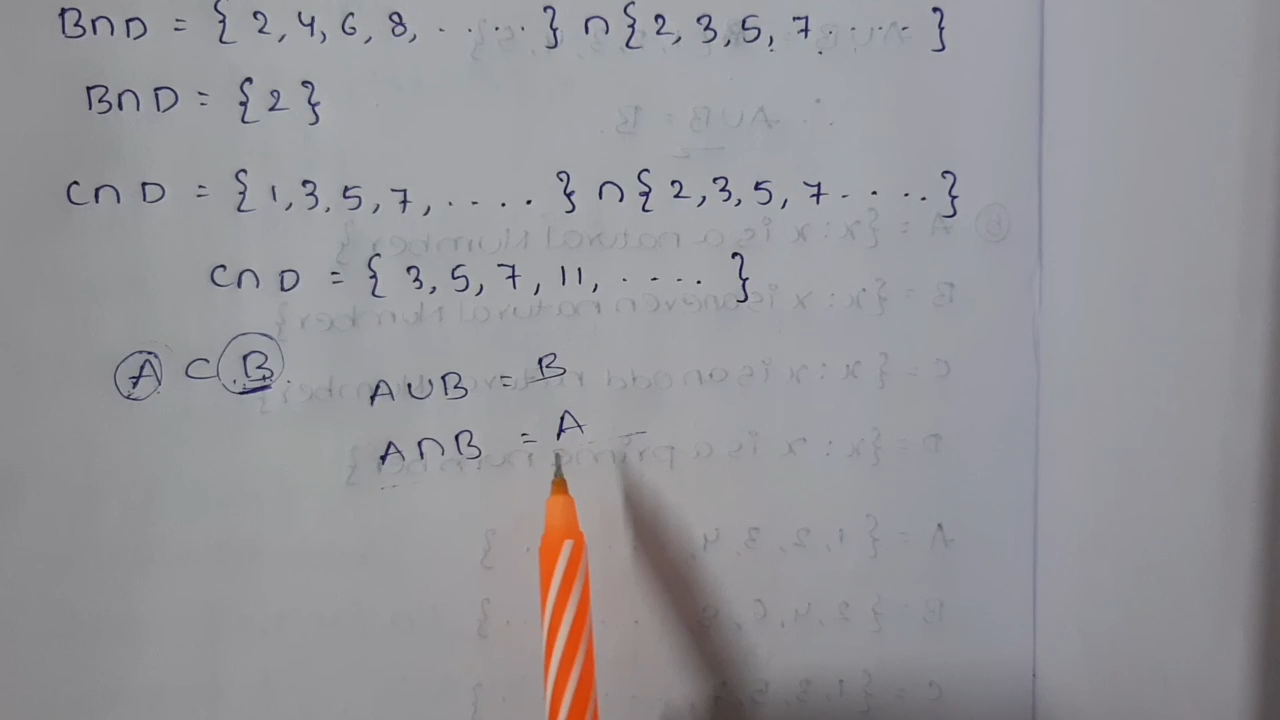 B∩D = { 2, 4, 6, 8, ...... } ∩ { 2, 3, 5, 7 ..... }
B∩D = { 2 }
C∩D = { 1, 3, 5, 7, ..... } ∩ { 2, 3, 5, 7 ..... }
C∩D = { 3, 5, 7, 11, ..... }
A ⊂ B.
A∪B = B
A∩B = A